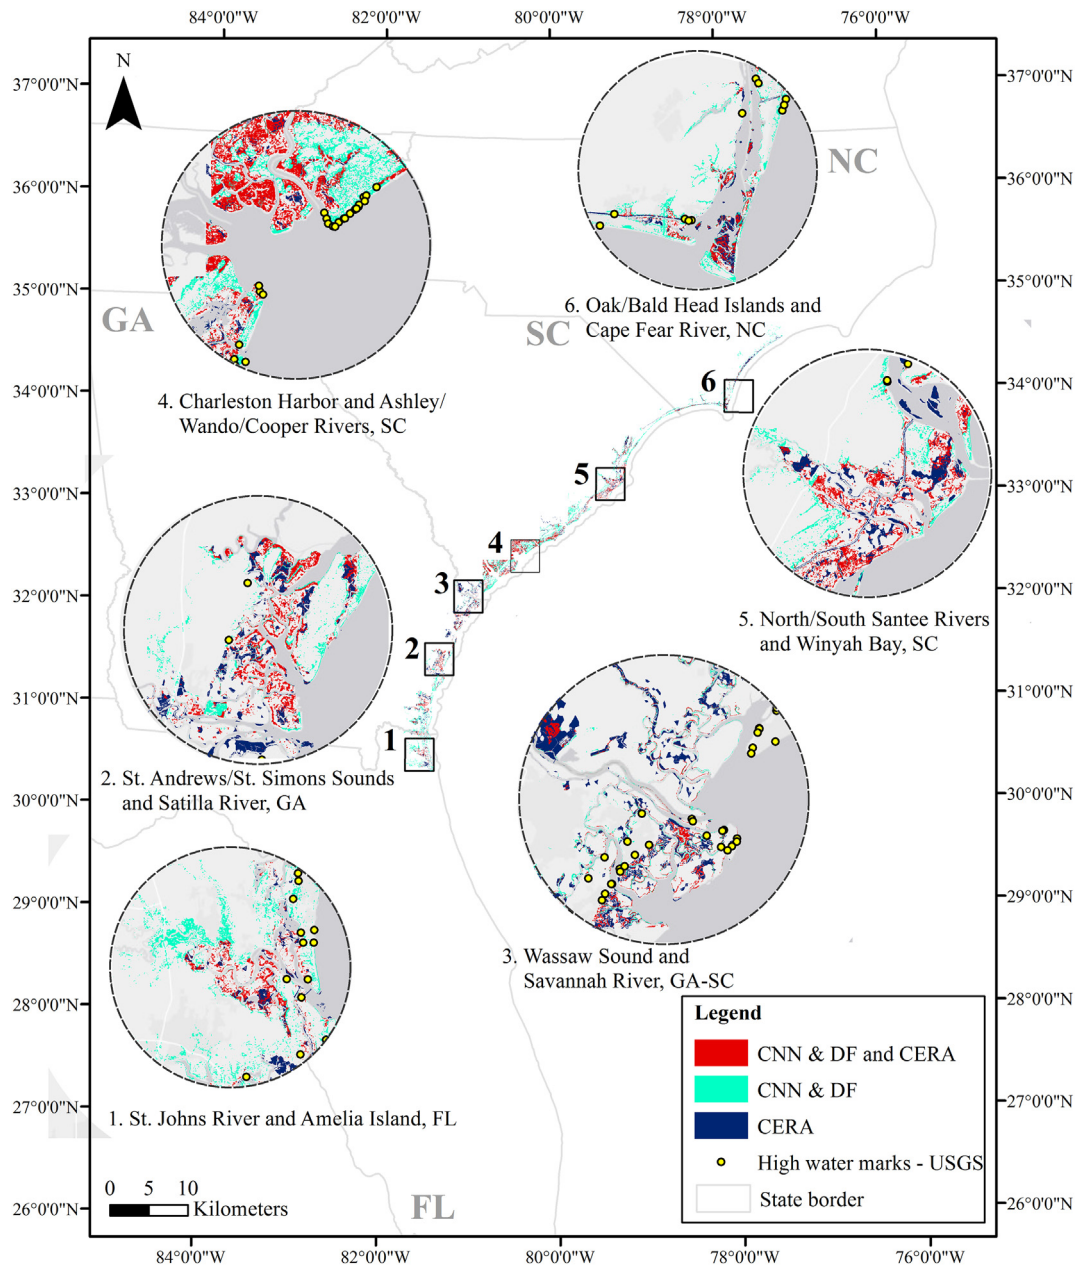 84°0'0"W 82°0'0"W 80°0'0"W 78°0'0"W 76°0'0"W
N
37°0'0"N
36°0'0"N
35°0'0"N
34°0'0"N
33°0'0"N
32°0'0"N
31°0'0"N
30°0'0"N
29°0'0"N
28°0'0"N
27°0'0"N
26°0'0"N
37°0'0"N
36°0'0"N
35°0'0"N
34°0'0"N
33°0'0"N
32°0'0"N
31°0'0"N
30°0'0"N
29°0'0"N
28°0'0"N
27°0'0"N
26°0'0"N
NC
GA
SC
FL
6. Oak/Bald Head Islands and
Cape Fear River, NC
4. Charleston Harbor and Ashley/
Wando/Cooper Rivers, SC
6
5
4
3
2
1
5. North/South Santee Rivers
and Winyah Bay, SC
2. St. Andrews/St. Simons Sounds
and Satilla River, GA
3. Wassaw Sound and
Savannah River, GA-SC
1. St. Johns River and Amelia Island, FL
Legend
CNN & DF and CERA
CNN & DF
CERA
High water marks - USGS
State border
0 5 10
Kilometers
84°0'0"W 82°0'0"W 80°0'0"W 78°0'0"W 76°0'0"W